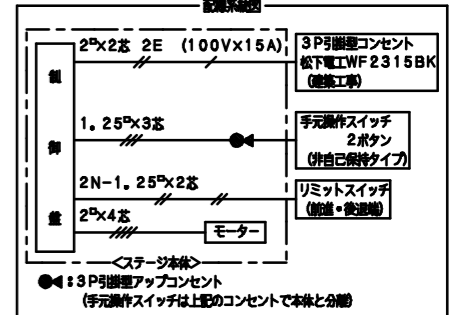 配線系統図
2□×2芯 2E (100V×15A)
3P引掛型コンセント
松下電工WF2315BK
(建築工事)
制御盤
1.25□×3芯
手元操作スイッチ
2ボタン
(非自己保持タイプ)
2N-1.25□×2芯
リミットスイッチ
(前進・後退端)
2□×4芯
モーター
<ステージ本体>
:3P引掛型アップコンセント
(手元操作スイッチは上記のコンセントで本体と分離)